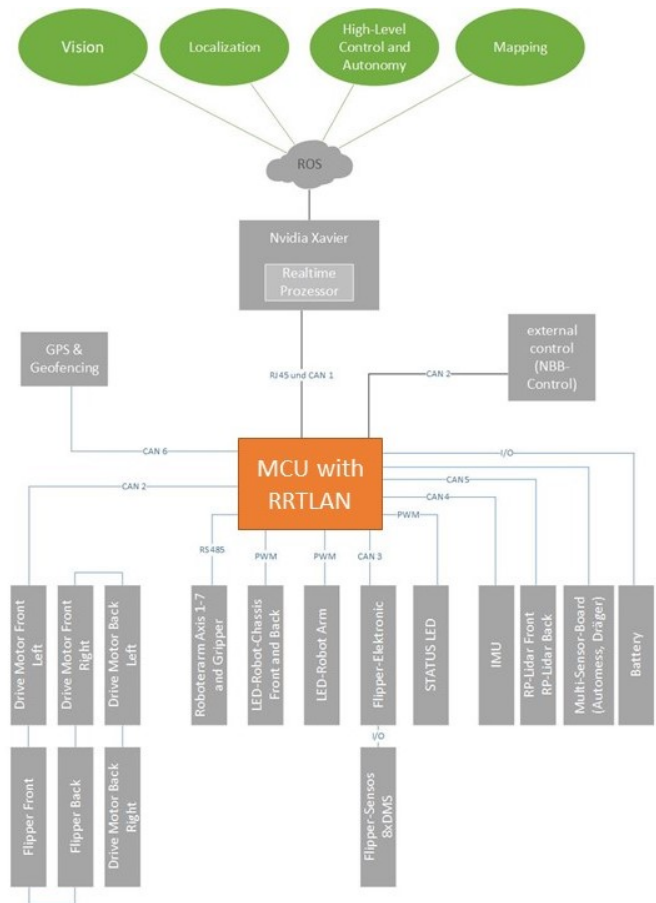 Vision
Localization
High-Level
Control and
Autonomy
Mapping
ROS
Nvidia Xavier
Realtime
Prozessor
GPS &
Geofencing
external
control
(NBB-
Control)
RJ45 und CAN 1
CAN 2
CAN 6
MCU with
RRTLAN
I/O
CAN 2
CAN5
CAN4
PWM
RS485
PWM
PWM
CAN 3
Drive Motor Front
Left
Drive Motor Front
Right
Drive Motor Back
Left
Roboterarm Axis 1-7
and Gripper
LED-Robot-Chassis
Front and Back
LED-Robot Arm
Flipper-Elektronic
STATUS LED
IMU
RP-Lidar Front
RP-Lidar Back
Multi-Sensor-Board
(Automess, Dräger)
Battery
I/O
Flipper Front
Flipper Back
Drive Motor Back
Right
Flipper-Sensos
8xDMS